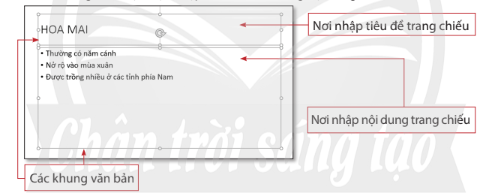 HOA MAI
• Thường có năm cánh
• Nở rộ vào mùa xuân
• Được trồng nhiều ở các tỉnh phía Nam
Nơi nhập tiêu đề trang chiếu
Nơi nhập nội dung trang chiếu
Các khung văn bản
Chân trời sáng tạo